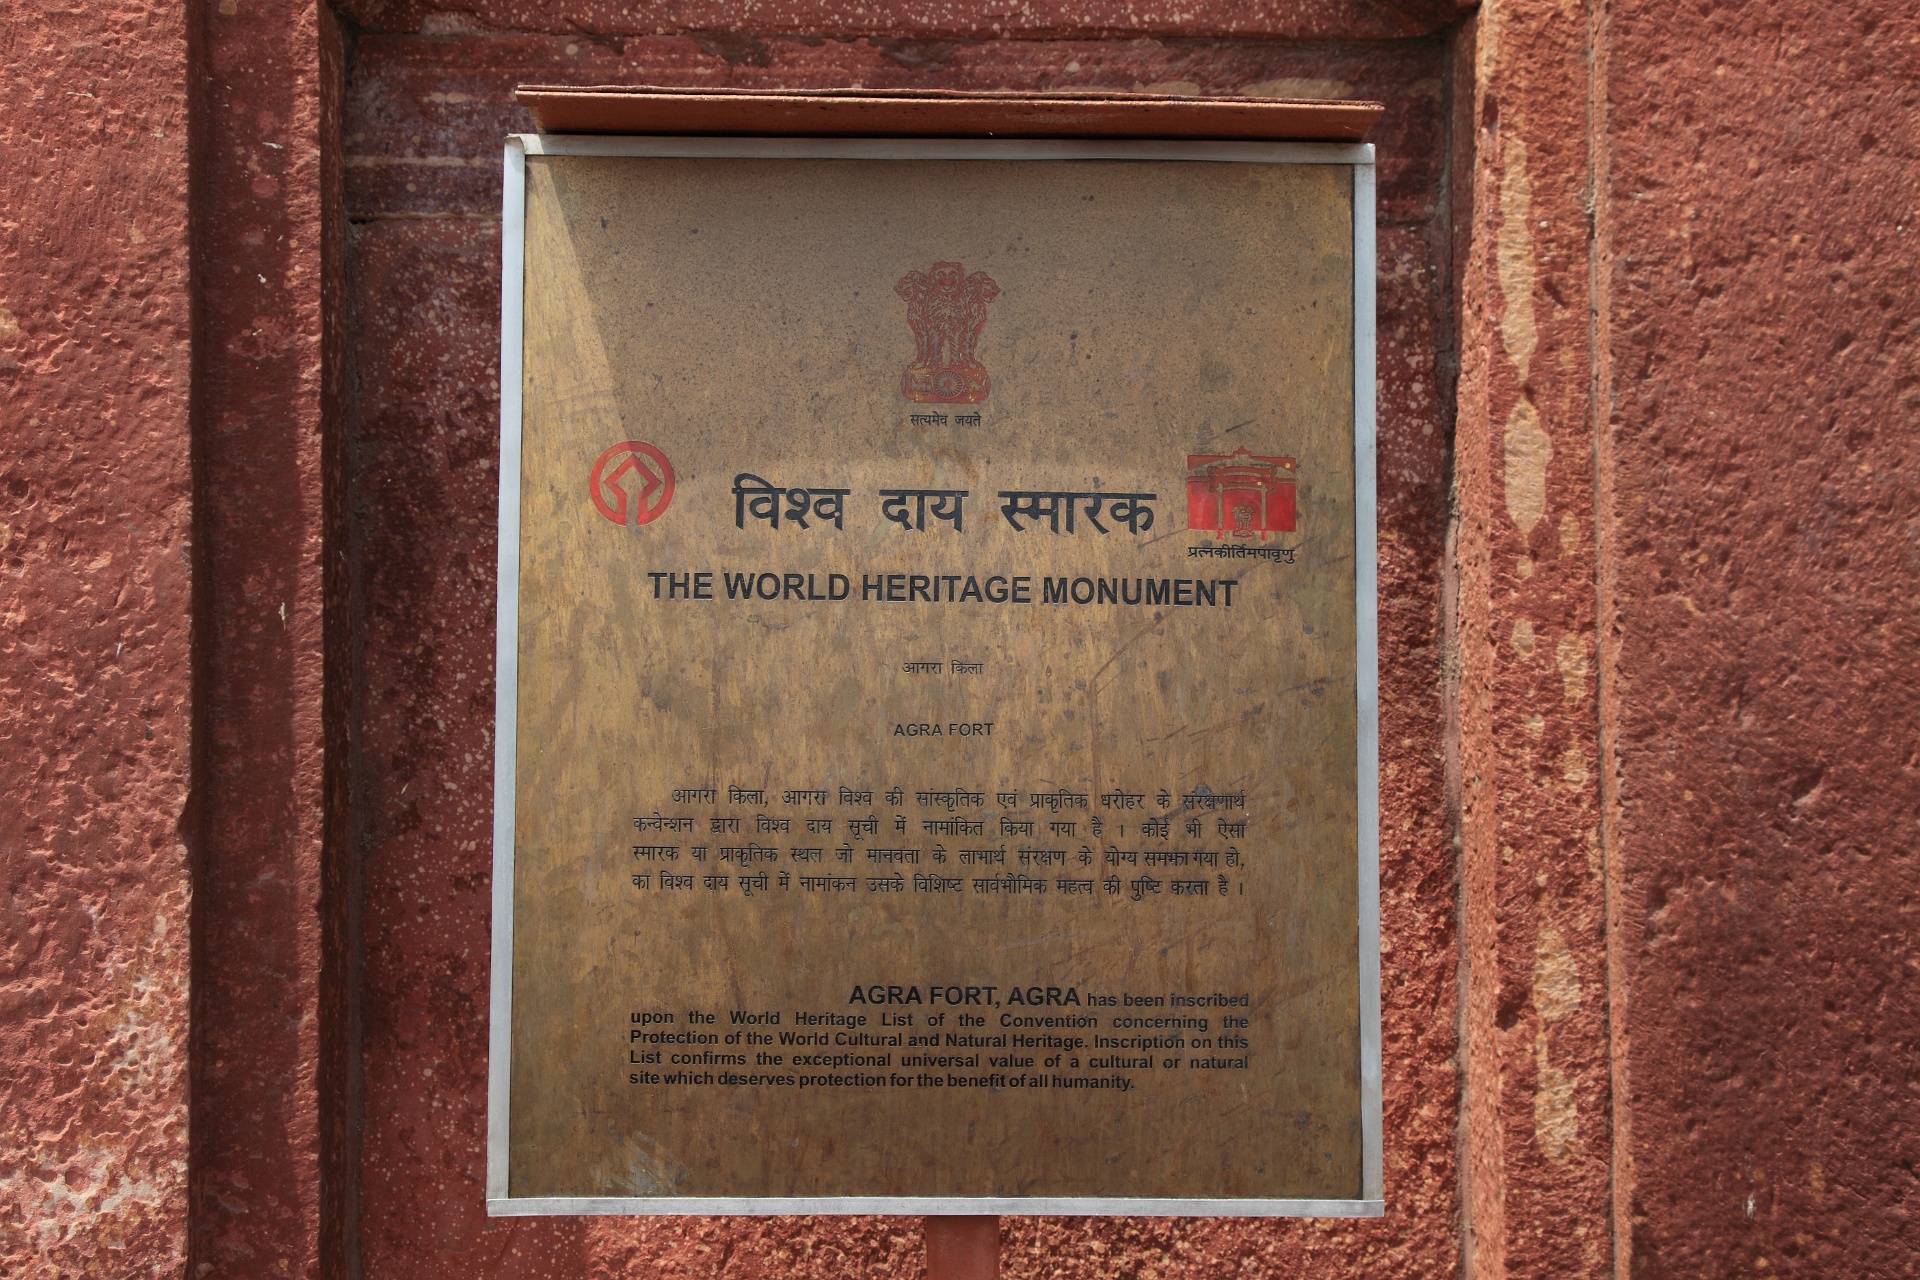 सत्यमेव जयते
विश्व दाय स्मारक
प्रत्नकीर्तिमपावृणु
THE WORLD HERITAGE MONUMENT
आगरा किला
AGRA FORT
आगरा किला, आगरा विश्व की सांस्कृतिक एवं प्राकृतिक धरोहर के संरक्षणार्थ
कन्वेन्शन द्वारा विश्व दाय सूची में नामांकित किया गया है । कोई भी ऐसा
स्मारक या प्राकृतिक स्थल जो मानवता के लाभार्थ संरक्षण के योग्य समझा गया हो,
का विश्व दाय सूची में नामांकन उसके विशिष्ट सार्वभौमिक महत्व की पुष्टि करता है ।
AGRA FORT, AGRA has been inscribed
upon the World Heritage List of the Convention concerning the
Protection of the World Cultural and Natural Heritage. Inscription on this
List confirms the exceptional universal value of a cultural or natural
site which deserves protection for the benefit of all humanity.